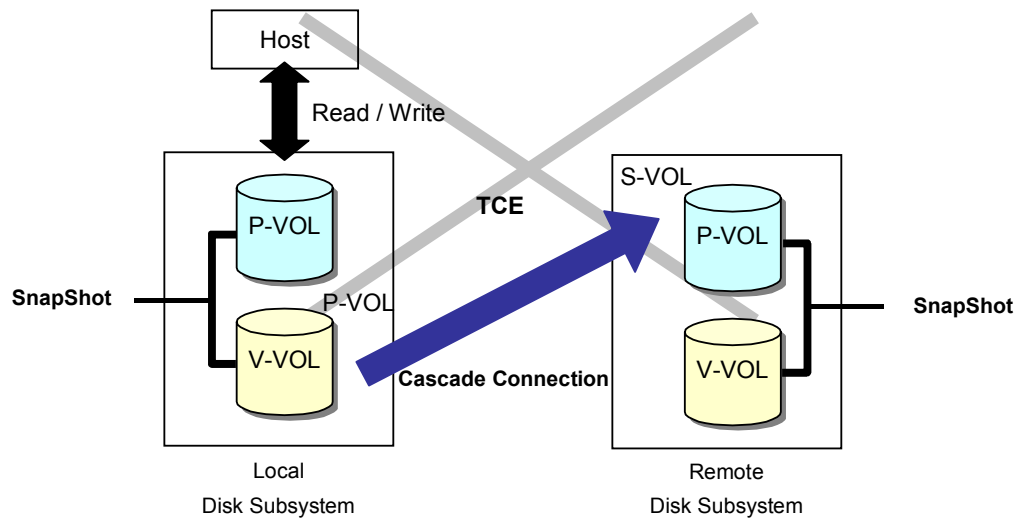 Host
Read / Write
S-VOL
P-VOL
TCE
P-VOL
SnapShot
P-VOL
SnapShot
V-VOL
V-VOL
Cascade Connection
Local
Disk Subsystem
Remote
Disk Subsystem